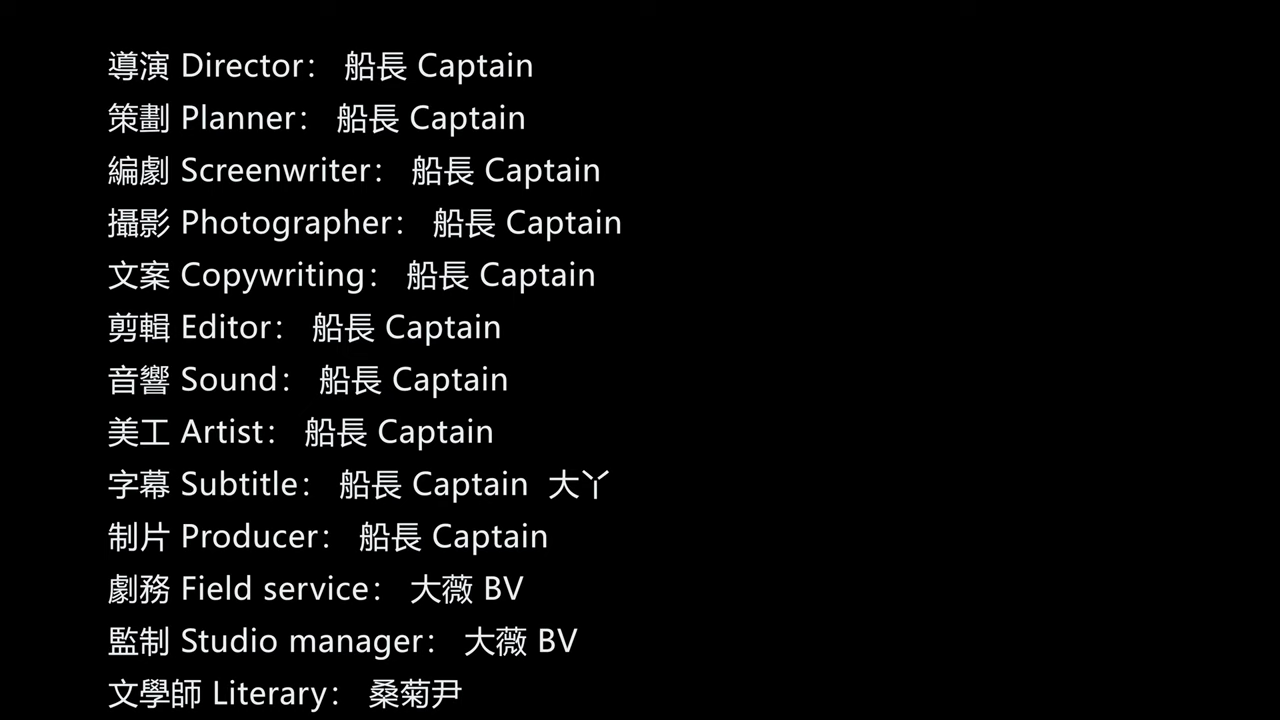 導演 Director： 船長 Captain
策劃 Planner： 船長 Captain
編劇 Screenwriter： 船長 Captain
攝影 Photographer： 船長 Captain
文案 Copywriting： 船長 Captain
剪輯 Editor： 船長 Captain
音響 Sound： 船長 Captain
美工 Artist： 船長 Captain
字幕 Subtitle： 船長 Captain 大丫
制片 Producer： 船長 Captain
劇務 Field service： 大薇 BV
監制 Studio manager： 大薇 BV
文學師 Literary： 桑菊尹